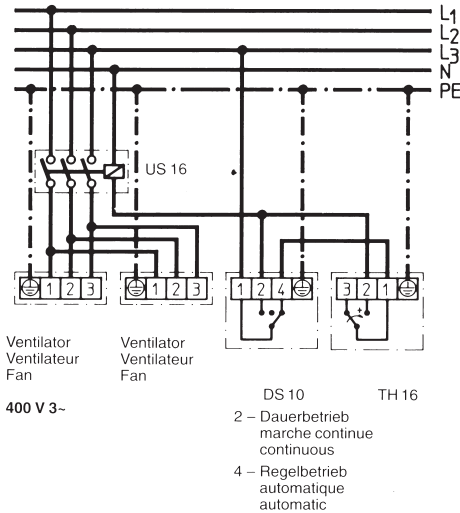 L1
L2
L3
N
PE
US 16
1 2 3
1 2 3
1 2 4
3 2 1
+
Ventilator
Ventilateur
Fan
400 V 3~
Ventilator
Ventilateur
Fan
DS 10
TH 16
2 – Dauerbetrieb
marche continue
continuous
4 – Regelbetrieb
automatique
automatic